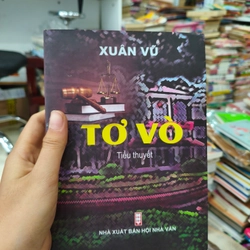 XUÂN VŨ
TƠ VÒ
Tiểu thuyết
NHÀ XUẤT BẢN HỘI NHÀ VĂN